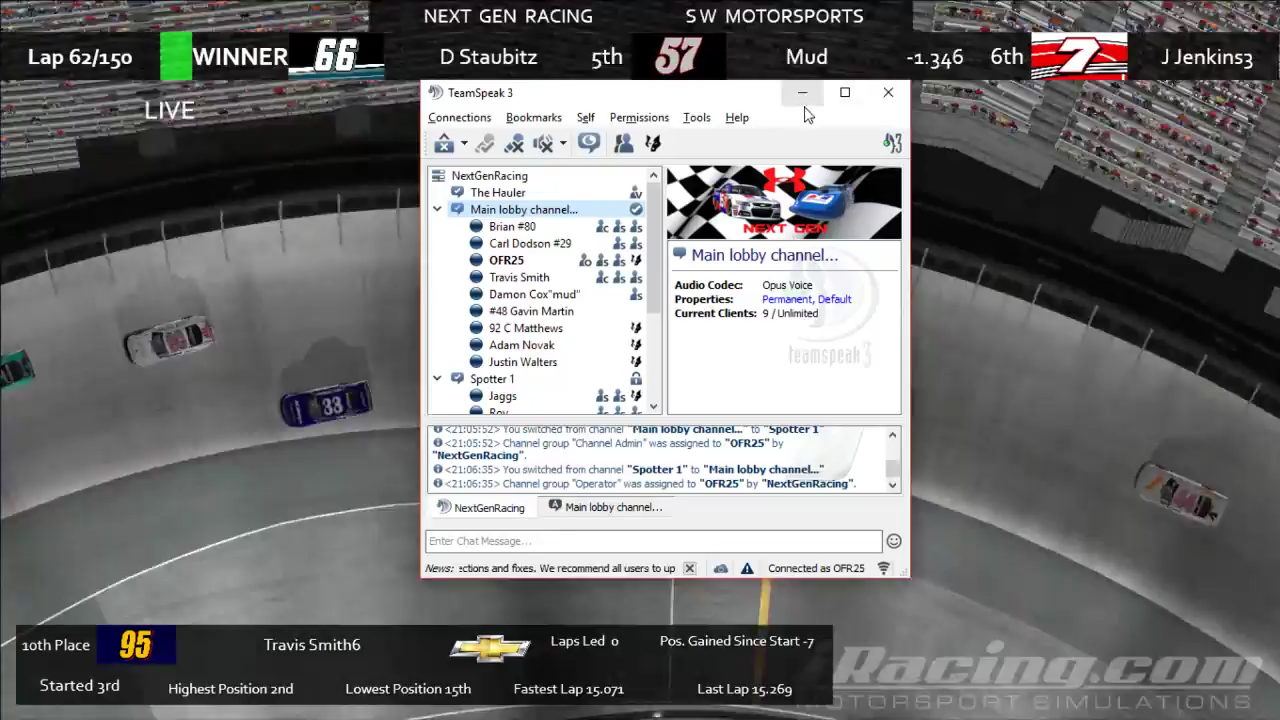 NEXT GEN RACING SW MOTORSPORTS
Lap 62/150 WINNER 66 D Staubitz 5th 57 Mud -1.346 6th 7 J Jenkins3
LIVE
TeamSpeak 3
Connections Bookmarks Self Permissions Tools Help
NextGenRacing
The Hauler
Main lobby channel...
Brian #80
Carl Dodson #29
OFR25
Travis Smith
Damon Cox"mud"
#48 Gavin Martin
92 C Matthews
Adam Novak
Justin Walters
Spotter 1
Jaggs
Roy
NEXT GEN
Main lobby channel...
Audio Codec: Opus Voice
Properties: Permanent, Default
Current Clients: 9 / Unlimited
teamspeak3
33
<21:05:52> You switched from channel "Main lobby channel..." to "Spotter 1"
<21:05:52> Channel group "Channel Admin" was assigned to "OFR25" by
"NextGenRacing".
<21:06:35> You switched from channel "Spotter 1" to "Main lobby channel..."
<21:06:35> Channel group "Operator" was assigned to "OFR25" by "NextGenRacing".
NextGenRacing Main lobby channel...
Enter Chat Message...
News: ections and fixes. We recommend all users to up Connected as OFR25
10th Place 95 Travis Smith6 Laps Led 0 Pos. Gained Since Start -7
Started 3rd Highest Position 2nd Lowest Position 15th Fastest Lap 15.071 Last Lap 15.269
Racing.com
MOTORSPORT SIMULATIONS